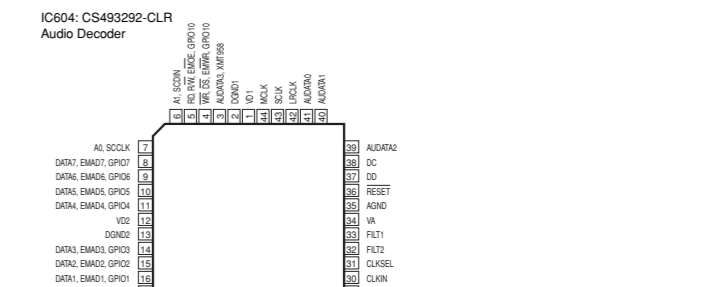 IC604: CS493292-CLR
Audio Decoder
A1, SCDIN
RD, R/W, EMOE, GPIO10
WR, DS, EMWR, GPIO10
AUDATA3, XMT958
DGND1
VD1
MCLK
SCLK
LRCLK
AUDATA0
AUDATA1
6 5 4 3 2 1 44 43 42 41 40
A0, SCCLK 7 39 AUDATA2
DATA7, EMAD7, GPIO7 8 38 DC
DATA6, EMAD6, GPIO6 9 37 DD
DATA5, EMAD5, GPIO5 10 36 RESET
DATA4, EMAD4, GPIO4 11 35 AGND
VD2 12 34 VA
DGND2 13 33 FILT1
DATA3, EMAD3, GPIO3 14 32 FILT2
DATA2, EMAD2, GPIO2 15 31 CLKSEL
DATA1, EMAD1, GPIO1 16 30 CLKIN